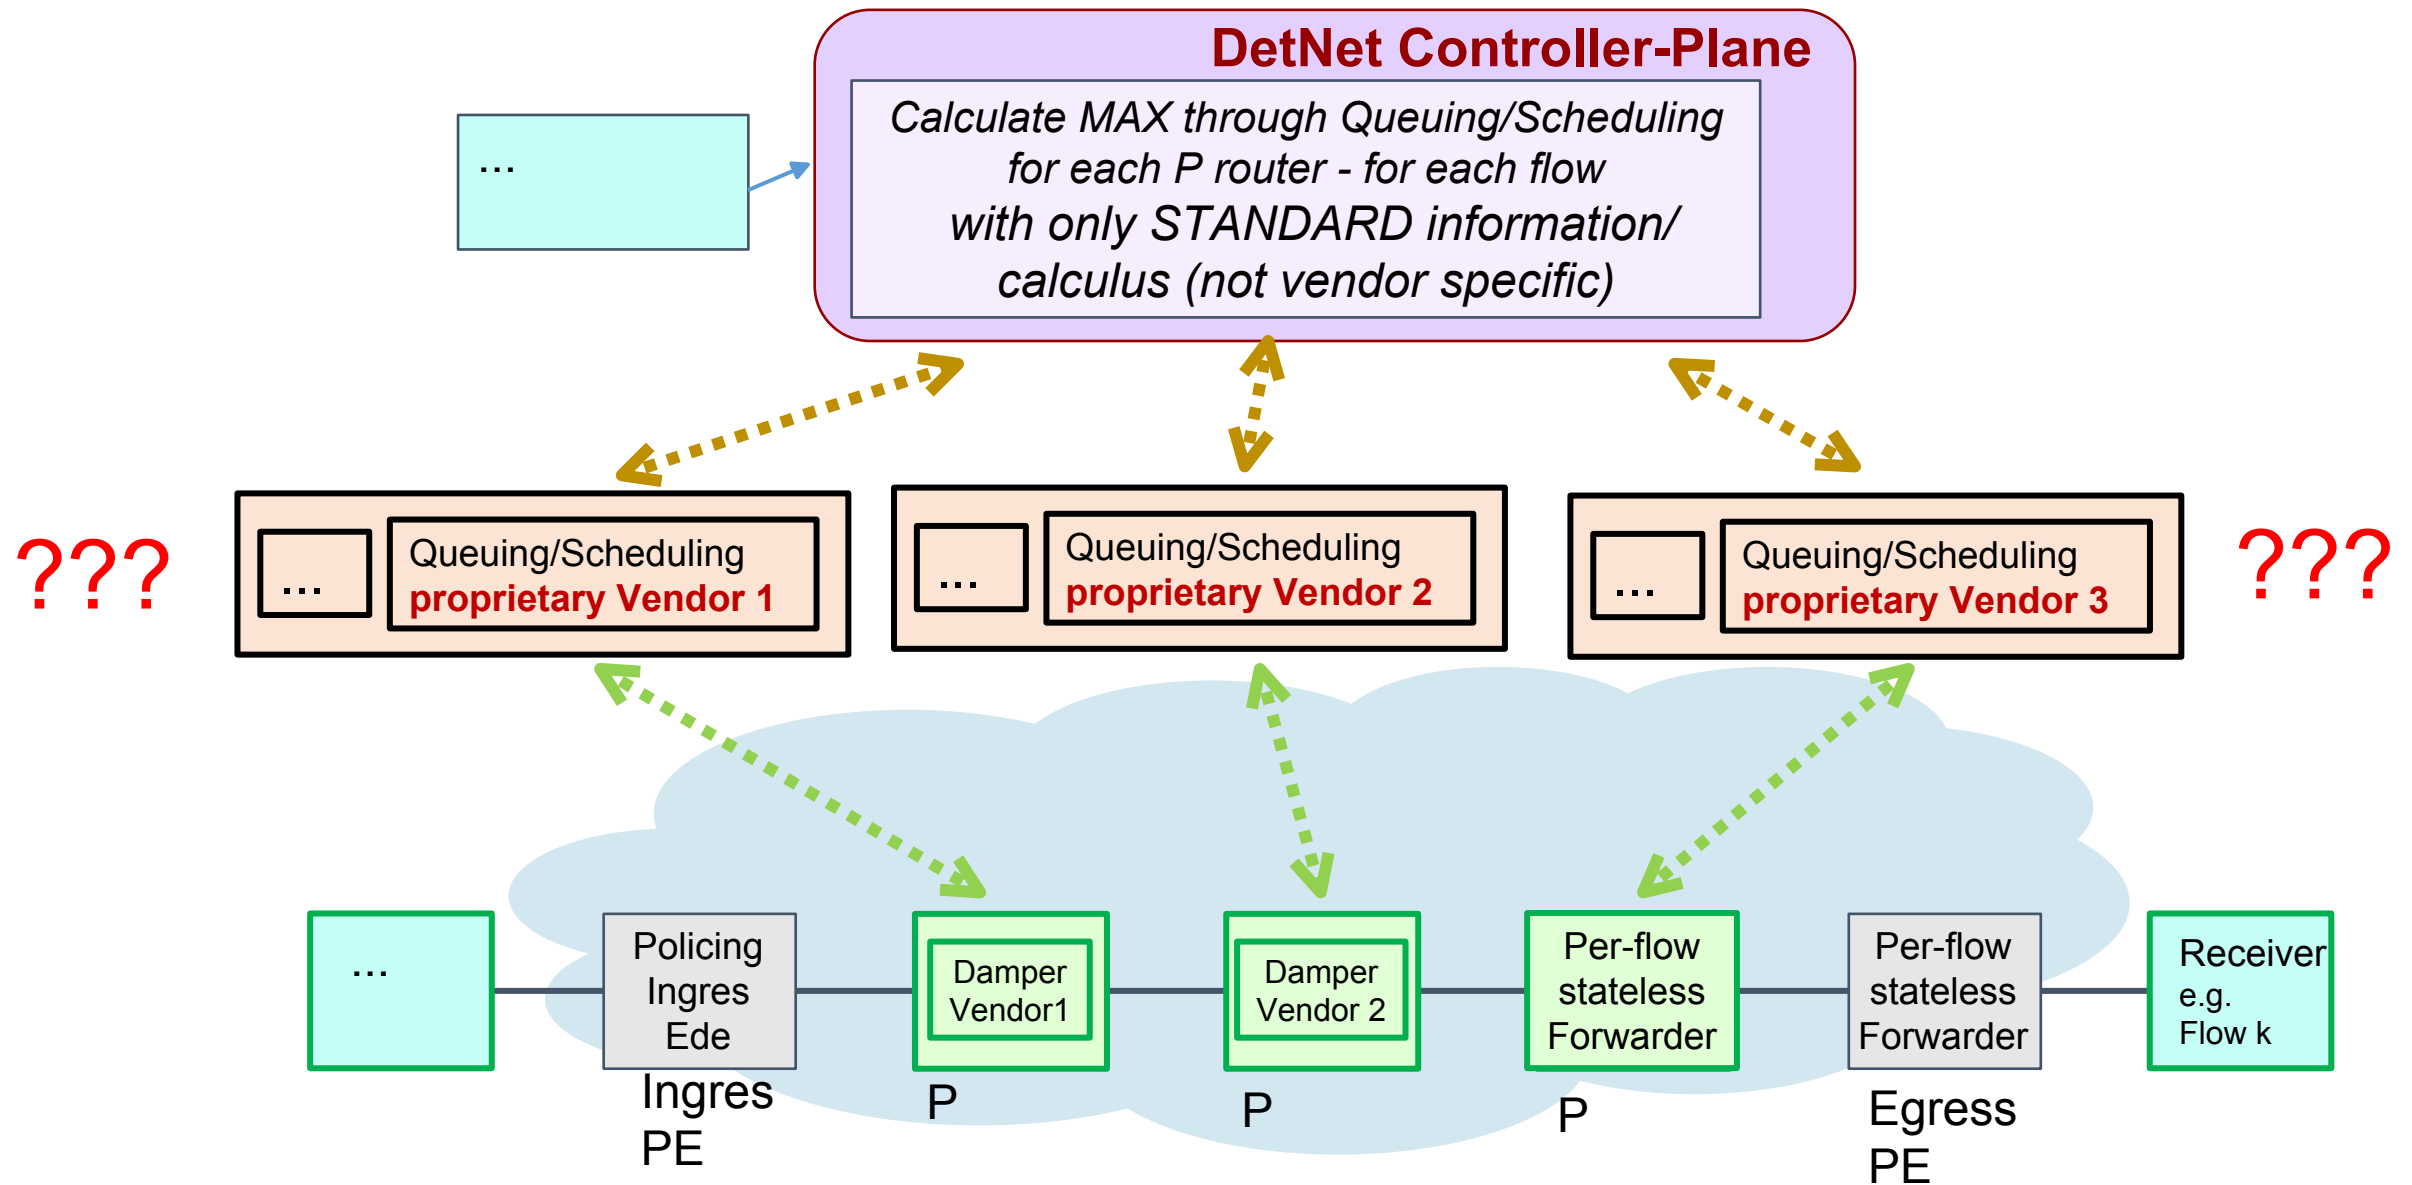 DetNet Controller-Plane
...
Calculate MAX through Queuing/Scheduling
for each P router - for each flow
with only STANDARD information/
calculus (not vendor specific)
???
...
Queuing/Scheduling
proprietary Vendor 1
...
Queuing/Scheduling
proprietary Vendor 2
...
Queuing/Scheduling
proprietary Vendor 3
???
...
Policing
Ingres
Ede
Damper
Vendor1
Damper
Vendor 2
Per-flow
stateless
Forwarder
Per-flow
stateless
Forwarder
Receiver
e.g.
Flow k
Ingres
PE
P
P
P
Egress
PE